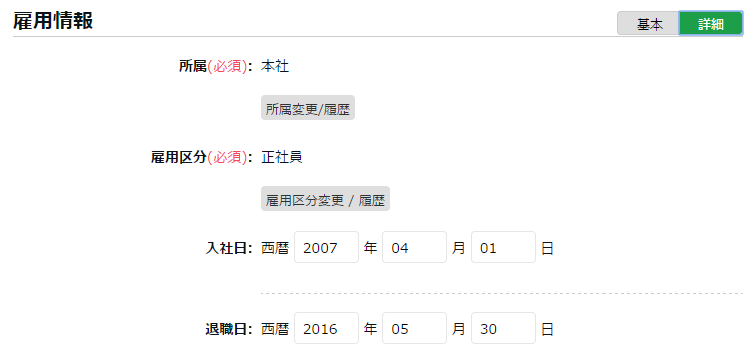 雇用情報
基本 詳細
所属(必須): 本社
所属変更/履歴
雇用区分(必須): 正社員
雇用区分変更 / 履歴
入社日: 西暦 2007 年 04 月 01 日
退職日: 西暦 2016 年 05 月 30 日